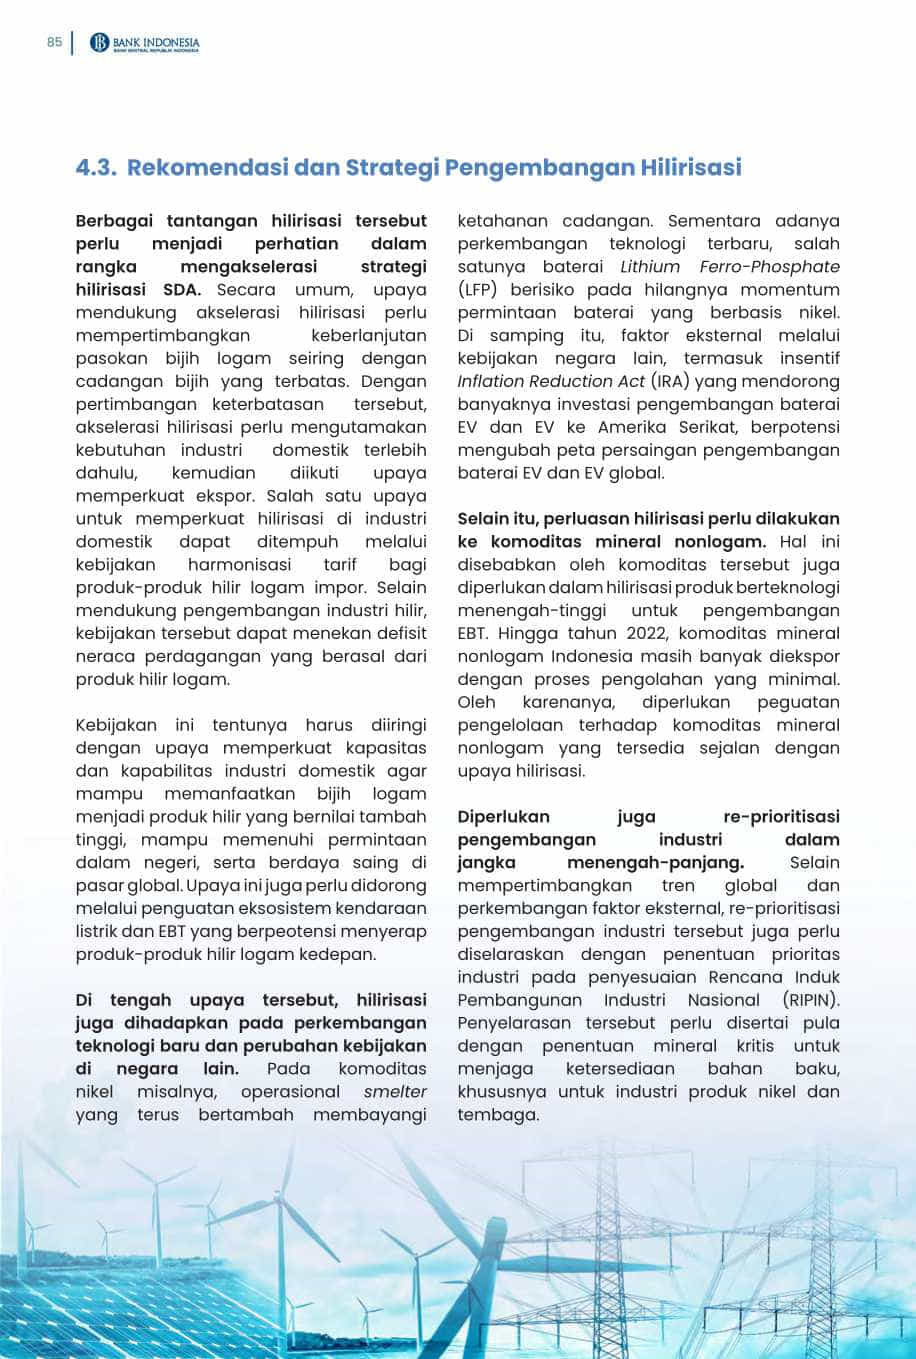 85
BANK INDONESIA
BANK SENTRAL REPUBLIK INDONESIA
4.3. Rekomendasi dan Strategi Pengembangan Hilirisasi
Berbagai tantangan hilirisasi tersebut
perlu menjadi perhatian dalam
rangka mengakselerasi strategi
hilirisasi SDA. Secara umum, upaya
mendukung akselerasi hilirisasi perlu
mempertimbangkan keberlanjutan
pasokan bijih logam seiring dengan
cadangan bijih yang terbatas. Dengan
pertimbangan keterbatasan tersebut,
akselerasi hilirisasi perlu mengutamakan
kebutuhan industri domestik terlebih
dahulu, kemudian diikuti upaya
memperkuat ekspor. Salah satu upaya
untuk memperkuat hilirisasi di industri
domestik dapat ditempuh melalui
kebijakan harmonisasi tarif bagi
produk-produk hilir logam impor. Selain
mendukung pengembangan industri hilir,
kebijakan tersebut dapat menekan defisit
neraca perdagangan yang berasal dari
produk hilir logam.
Kebijakan ini tentunya harus diiringi
dengan upaya memperkuat kapasitas
dan kapabilitas industri domestik agar
mampu memanfaatkan bijih logam
menjadi produk hilir yang bernilai tambah
tinggi, mampu memenuhi permintaan
dalam negeri, serta berdaya saing di
pasar global. Upaya ini juga perlu didorong
melalui penguatan eksosistem kendaraan
listrik dan EBT yang berpeotensi menyerap
produk-produk hilir logam kedepan.
Di tengah upaya tersebut, hilirisasi
juga dihadapkan pada perkembangan
teknologi baru dan perubahan kebijakan
di negara lain. Pada komoditas
nikel misalnya, operasional smelter
yang terus bertambah membayangi
ketahanan cadangan. Sementara adanya
perkembangan teknologi terbaru, salah
satunya baterai Lithium Ferro-Phosphate
(LFP) berisiko pada hilangnya momentum
permintaan baterai yang berbasis nikel.
Di samping itu, faktor eksternal melalui
kebijakan negara lain, termasuk insentif
Inflation Reduction Act (IRA) yang mendorong
banyaknya investasi pengembangan baterai
EV dan EV ke Amerika Serikat, berpotensi
mengubah peta persaingan pengembangan
baterai EV dan EV global.
Selain itu, perluasan hilirisasi perlu dilakukan
ke komoditas mineral nonlogam. Hal ini
disebabkan oleh komoditas tersebut juga
diperlukan dalam hilirisasi produk berteknologi
menengah-tinggi untuk pengembangan
EBT. Hingga tahun 2022, komoditas mineral
nonlogam Indonesia masih banyak diekspor
dengan proses pengolahan yang minimal.
Oleh karenanya, diperlukan peguatan
pengelolaan terhadap komoditas mineral
nonlogam yang tersedia sejalan dengan
upaya hilirisasi.
Diperlukan juga re-prioritisasi
pengembangan industri dalam
jangka menengah-panjang. Selain
mempertimbangkan tren global dan
perkembangan faktor eksternal, re-prioritisasi
pengembangan industri tersebut juga perlu
diselaraskan dengan penentuan prioritas
industri pada penyesuaian Rencana Induk
Pembangunan Industri Nasional (RIPIN).
Penyelarasan tersebut perlu disertai pula
dengan penentuan mineral kritis untuk
menjaga ketersediaan bahan baku,
khususnya untuk industri produk nikel dan
tembaga.